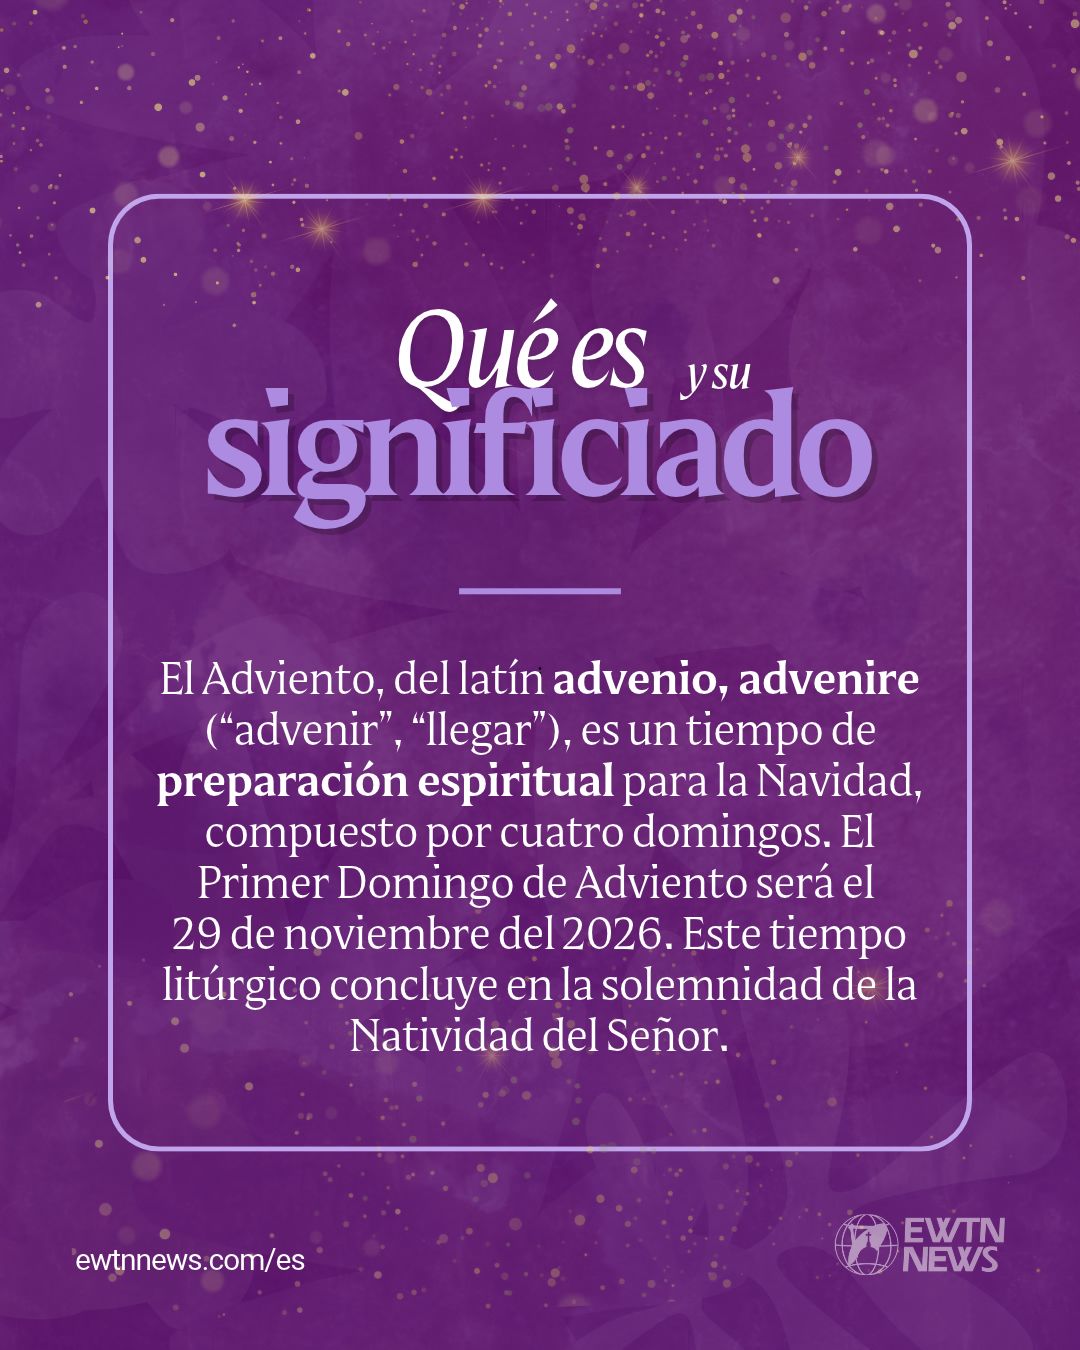 Qué es y su
significiado
El Adviento, del latín advenio, advenire
(“advenir”, “llegar”), es un tiempo de
preparación espiritual para la Navidad,
compuesto por cuatro domingos. El
Primer Domingo de Adviento será el
29 de noviembre del 2026. Este tiempo
litúrgico concluye en la solemnidad de la
Natividad del Señor.
ewtnnews.com/es
EWTN
NEWS